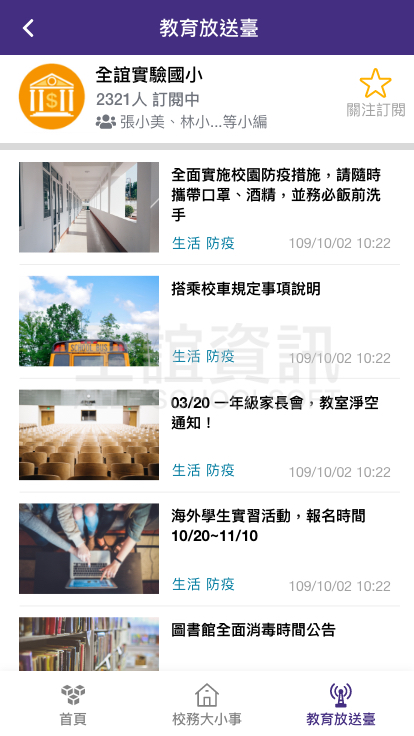 教育放送臺
全誼實驗國小
2321人 訂閱中
張小美、林小...等小編
關注訂閱
全面實施校園防疫措施，請隨時
攜帶口罩、酒精，並務必飯前洗
手
生活 防疫
109/10/02 10:22
搭乘校車規定事項說明
SCHOOL BUS
生活 防疫
109/10/02 10:22
全誼資訊
03/20 一年級家長會，教室淨空
通知！
生活 防疫
109/10/02 10:22
海外學生實習活動，報名時間
10/20~11/10
生活 防疫
109/10/02 10:22
圖書館全面消毒時間公告
首頁
校務大小事
教育放送臺